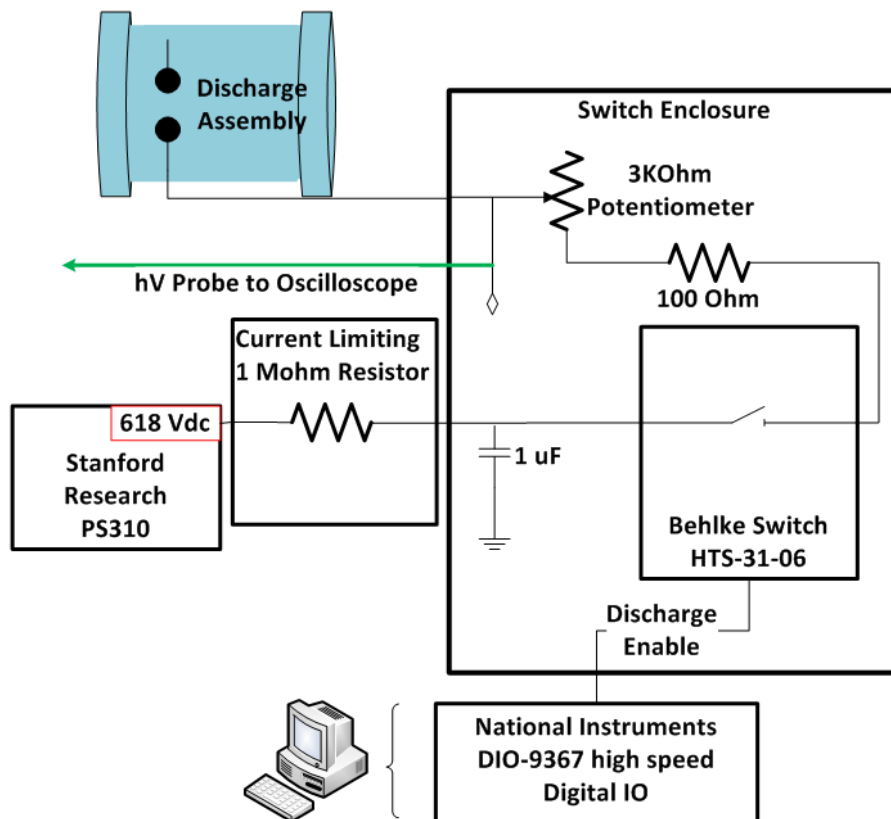 Discharge
Assembly
Switch Enclosure
3KOhm
Potentiometer
100 Ohm
hV Probe to Oscilloscope
Current Limiting
1 Mohm Resistor
618 Vdc
Stanford
Research
PS310
1 uF
Behlke Switch
HTS-31-06
Discharge
Enable
National Instruments
DIO-9367 high speed
Digital IO